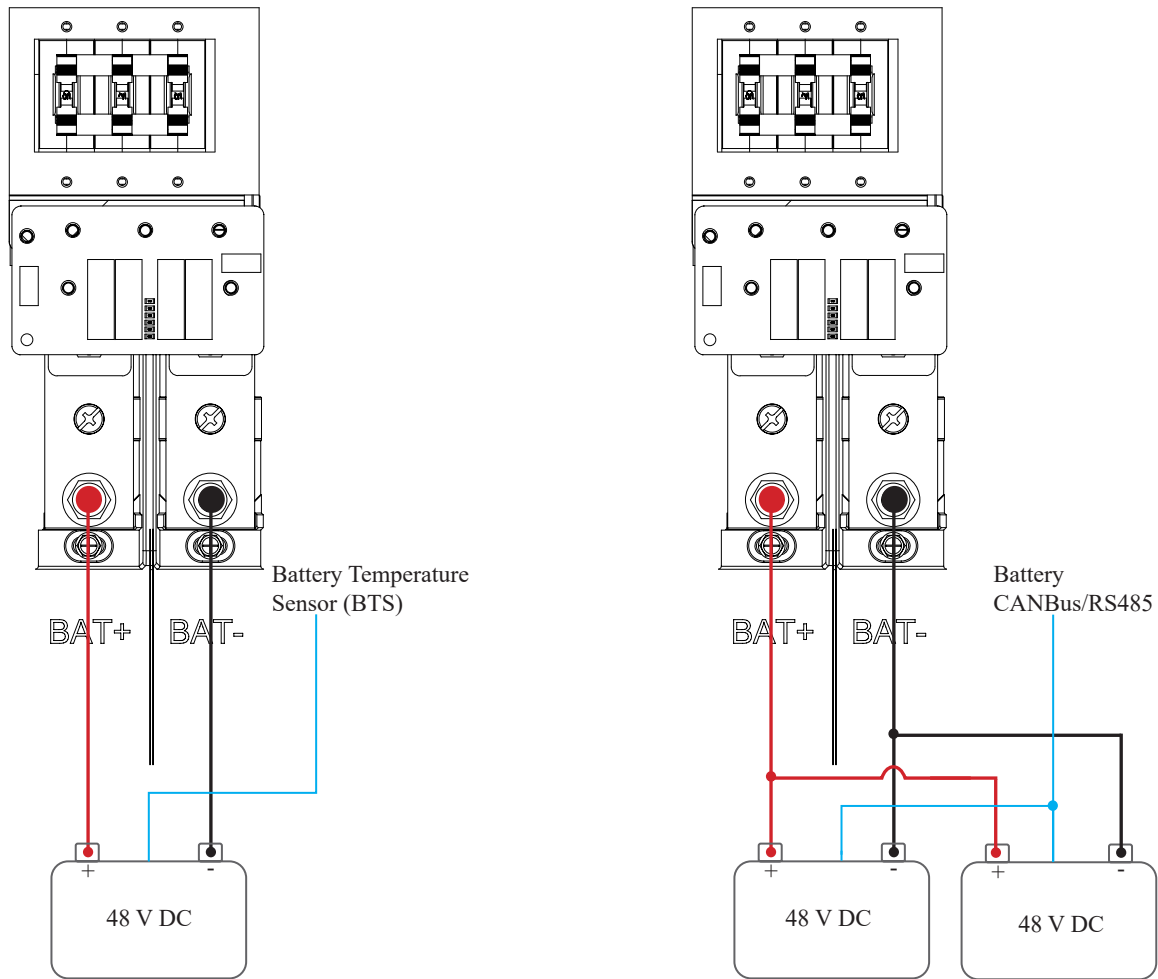 Battery Temperature
Sensor (BTS)
BAT+ BAT-
+ -
48 V DC
Battery
CANBus/RS485
BAT+ BAT-
+ - + -
48 V DC 48 V DC